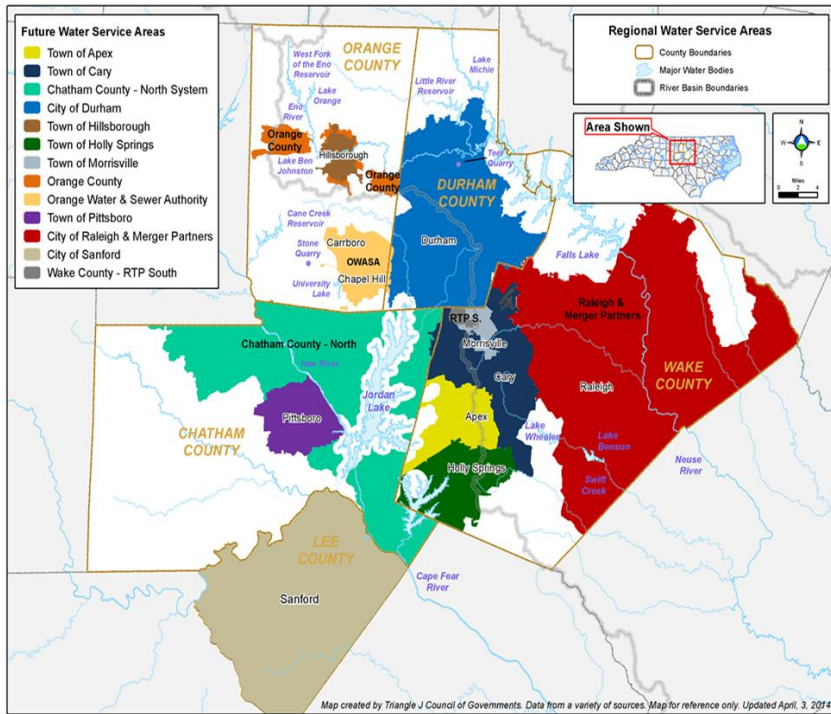 Future Water Service Areas
Town of Apex
Town of Cary
Chatham County - North System
City of Durham
Town of Hillsborough
Town of Holly Springs
Town of Morrisville
Orange County
Orange Water & Sewer Authority
Town of Pittsboro
City of Raleigh & Merger Partners
City of Sanford
Wake County - RTP South
Regional Water Service Areas
County Boundaries
Major Water Bodies
River Basin Boundaries
Area Shown
N
W
E
S
Miles
0 2 4
ORANGE
COUNTY
West Fork
of the Eno
Reservoir
Lake
Orange
Eno
River
Little River
Reservoir
Lake
Michie
Orange
County
Hillsborough
Lake Ben
Johnston
Orange
County
Teer
Quarry
DURHAM
COUNTY
Cane Creek
Reservoir
Stone
Quarry
Carrboro
OWASA
Chapel Hill
University
Lake
Durham
Falls Lake
Raleigh &
Merger Partners
RTP S.
Morrisville
Chatham County - North
Haw River
Cary
Raleigh
WAKE
COUNTY
Jordan
Lake
Pittsboro
Apex
CHATHAM
COUNTY
Lake
Wheeler
Lake
Benson
Holly Springs
Swift
Creek
Neuse
River
LEE
COUNTY
Cape Fear
River
Sanford
Map created by Triangle J Council of Governments. Data from a variety of sources. Map for reference only. Updated April, 3, 2014